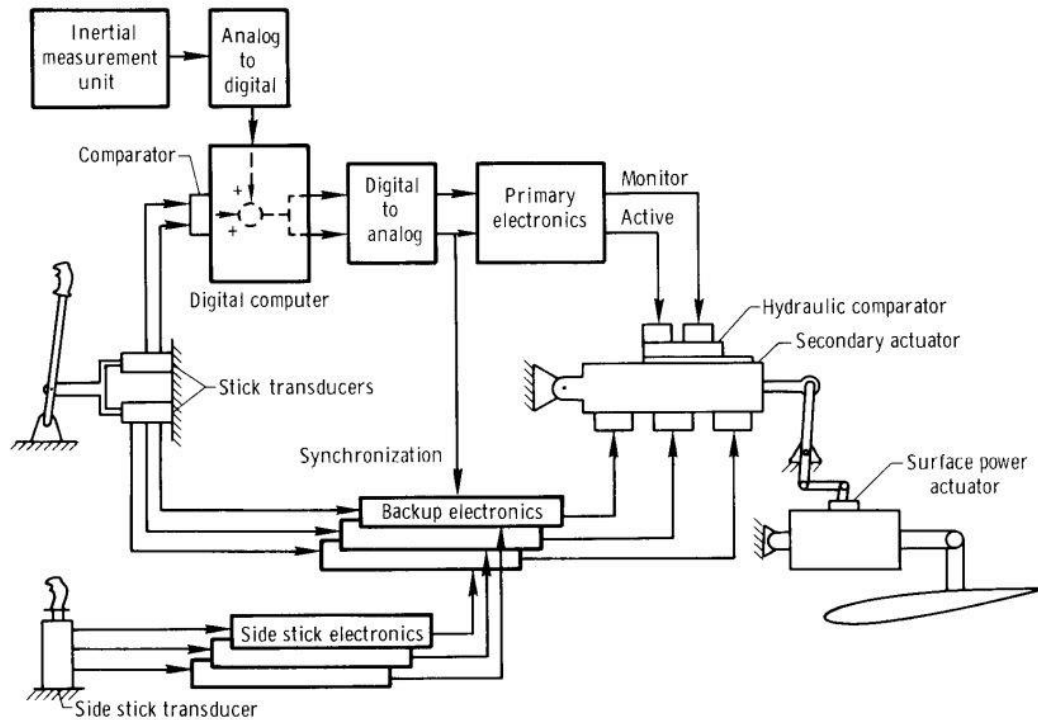 Inertial
measurement
unit
Analog
to
digital
Comparator
+
+
Digital computer
Digital
to
analog
Primary
electronics
Monitor
Active
Hydraulic comparator
Secondary actuator
Stick transducers
Synchronization
Surface power
actuator
Backup electronics
Side stick electronics
Side stick transducer